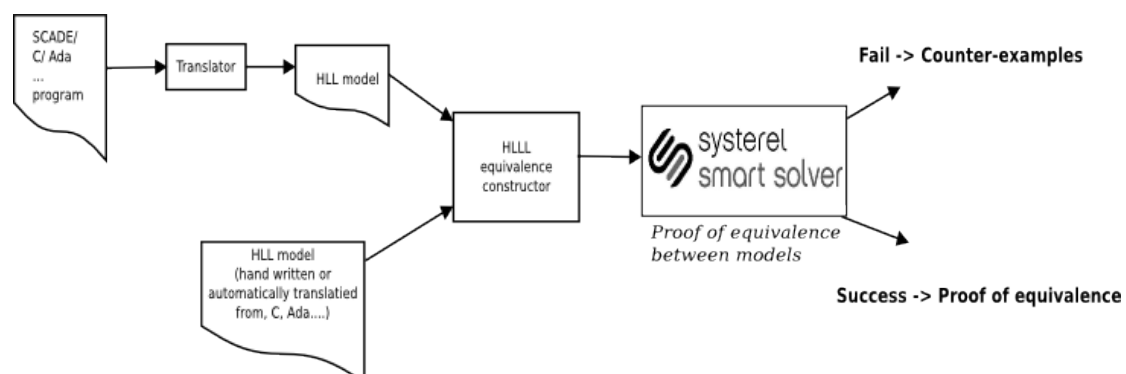 SCADE/
C/ Ada
...
program
Translator
HLL model
Fail -> Counter-examples
HLLL
equivalence
constructor
systerel
smart solver
Proof of equivalence
between models
HLL model
(hand written or
automatically translatied
from, C, Ada....)
Success -> Proof of equivalence